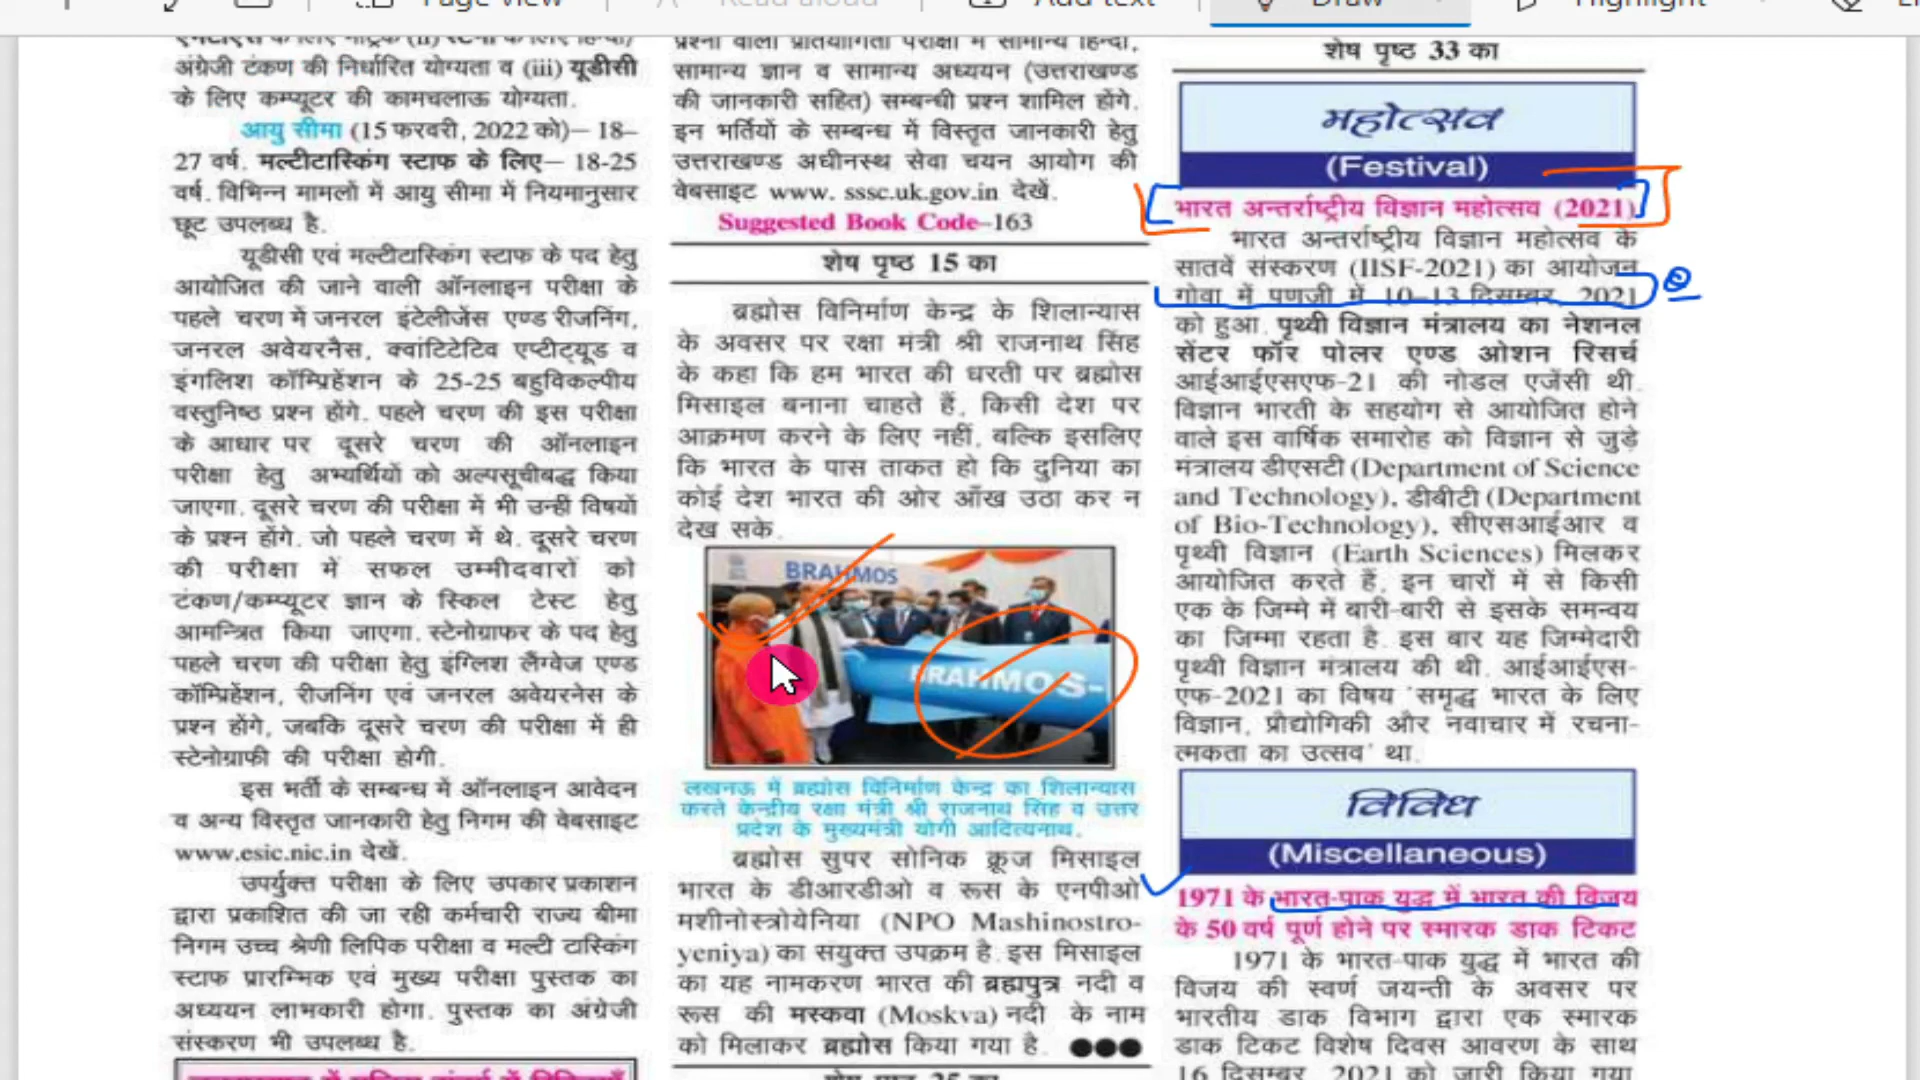 Page view
Read aloud
Add text
Draw
Highlight
अंग्रेजी टंकण की निर्धारित योग्यता व (iii) यूडीसी
के लिए कम्प्यूटर की कामचलाऊ योग्यता.
आयु सीमा (15 फरवरी, 2022 को)– 18–
27 वर्ष. मल्टीटास्किंग स्टाफ के लिए– 18-25
वर्ष. विभिन्न मामलों में आयु सीमा में नियमानुसार
छूट उपलब्ध है.
यूडीसी एवं मल्टीटास्किंग स्टाफ के पद हेतु
आयोजित की जाने वाली ऑनलाइन परीक्षा के
पहले चरण में जनरल इंटेलीजेंस एण्ड रीजनिंग,
जनरल अवेयरनैस, क्वांटिटेटिव एप्टीट्यूड व
इंगलिश कॉम्प्रिहेंशन के 25-25 बहुविकल्पीय
वस्तुनिष्ठ प्रश्न होंगे. पहले चरण की इस परीक्षा
के आधार पर दूसरे चरण की ऑनलाइन
परीक्षा हेतु अभ्यर्थियों को अल्पसूचीबद्ध किया
जाएगा. दूसरे चरण की परीक्षा में भी उन्हीं विषयों
के प्रश्न होंगे. जो पहले चरण में थे. दूसरे चरण
की परीक्षा में सफल उम्मीदवारों को
टंकण/कम्प्यूटर ज्ञान के स्किल टेस्ट हेतु
आमन्त्रित किया जाएगा. स्टेनोग्राफर के पद हेतु
पहले चरण की परीक्षा हेतु इंग्लिश लैंग्वेज एण्ड
कॉम्प्रिहेंशन, रीजनिंग एवं जनरल अवेयरनेस के
प्रश्न होंगे, जबकि दूसरे चरण की परीक्षा में ही
स्टेनोग्राफी की परीक्षा होगी.
इस भर्ती के सम्बन्ध में ऑनलाइन आवेदन
व अन्य विस्तृत जानकारी हेतु निगम की वेबसाइट
www.esic.nic.in देखें.
उपर्युक्त परीक्षा के लिए उपकार प्रकाशन
द्वारा प्रकाशित की जा रही कर्मचारी राज्य बीमा
निगम उच्च श्रेणी लिपिक परीक्षा व मल्टी टास्किंग
स्टाफ प्रारम्भिक एवं मुख्य परीक्षा पुस्तक का
अध्ययन लाभकारी होगा. पुस्तक का अंग्रेजी
संस्करण भी उपलब्ध है.
प्रश्नों वाली प्रतियोगिता परीक्षा में सामान्य हिन्दी,
सामान्य ज्ञान व सामान्य अध्ययन (उत्तराखण्ड
की जानकारी सहित) सम्बन्धी प्रश्न शामिल होंगे.
इन भर्तियों के सम्बन्ध में विस्तृत जानकारी हेतु
उत्तराखण्ड अधीनस्थ सेवा चयन आयोग की
वेबसाइट www. sssc.uk.gov.in देखें.
Suggested Book Code–163
शेष पृष्ठ 15 का
ब्रह्मोस विनिर्माण केन्द्र के शिलान्यास
के अवसर पर रक्षा मंत्री श्री राजनाथ सिंह
के कहा कि हम भारत की धरती पर ब्रह्मोस
मिसाइल बनाना चाहते हैं, किसी देश पर
आक्रमण करने के लिए नहीं, बल्कि इसलिए
कि भारत के पास ताकत हो कि दुनिया का
कोई देश भारत की ओर आँख उठा कर न
देख सके.
BRAHMOS
BRAHMOS-
लखनऊ में ब्रह्मोस विनिर्माण केन्द्र का शिलान्यास
करते केन्द्रीय रक्षा मंत्री श्री राजनाथ सिंह व उत्तर
प्रदेश के मुख्यमंत्री योगी आदित्यनाथ.
ब्रह्मोस सुपर सोनिक क्रूज मिसाइल
भारत के डीआरडीओ व रूस के एनपीओ
मशीनोस्त्रोयेनिया (NPO Mashinostro-
yeniya) का संयुक्त उपक्रम है. इस मिसाइल
का यह नामकरण भारत की ब्रह्मपुत्र नदी व
रूस की मस्कवा (Moskva) नदी के नाम
को मिलाकर ब्रह्मोस किया गया है.
शेष पृष्ठ 33 का
महोत्सव
(Festival)
भारत अन्तर्राष्ट्रीय विज्ञान महोत्सव (2021)
भारत अन्तर्राष्ट्रीय विज्ञान महोत्सव के
सातवें संस्करण (IISF-2021) का आयोजन
गोवा में पणजी में 10–13 दिसम्बर, 2021
को हुआ. पृथ्वी विज्ञान मंत्रालय का नेशनल
सेंटर फॉर पोलर एण्ड ओशन रिसर्च
आईआईएसएफ-21 की नोडल एजेंसी थी.
विज्ञान भारती के सहयोग से आयोजित होने
वाले इस वार्षिक समारोह को विज्ञान से जुड़े
मंत्रालय डीएसटी (Department of Science
and Technology), डीबीटी (Department
of Bio-Technology), सीएसआईआर व
पृथ्वी विज्ञान (Earth Sciences) मिलकर
आयोजित करते हैं. इन चारों में से किसी
एक के जिम्मे में बारी-बारी से इसके समन्वय
का जिम्मा रहता है. इस बार यह जिम्मेदारी
पृथ्वी विज्ञान मंत्रालय की थी. आईआईएस-
एफ-2021 का विषय 'समृद्ध भारत के लिए
विज्ञान, प्रौद्योगिकी और नवाचार में रचना-
त्मकता का उत्सव' था.
विविध
(Miscellaneous)
1971 के भारत-पाक युद्ध में भारत की विजय
के 50 वर्ष पूर्ण होने पर स्मारक डाक टिकट
1971 के भारत-पाक युद्ध में भारत की
विजय की स्वर्ण जयन्ती के अवसर पर
भारतीय डाक विभाग द्वारा एक स्मारक
डाक टिकट विशेष दिवस आवरण के साथ
16 दिसम्बर, 2021 को जारी किया गया